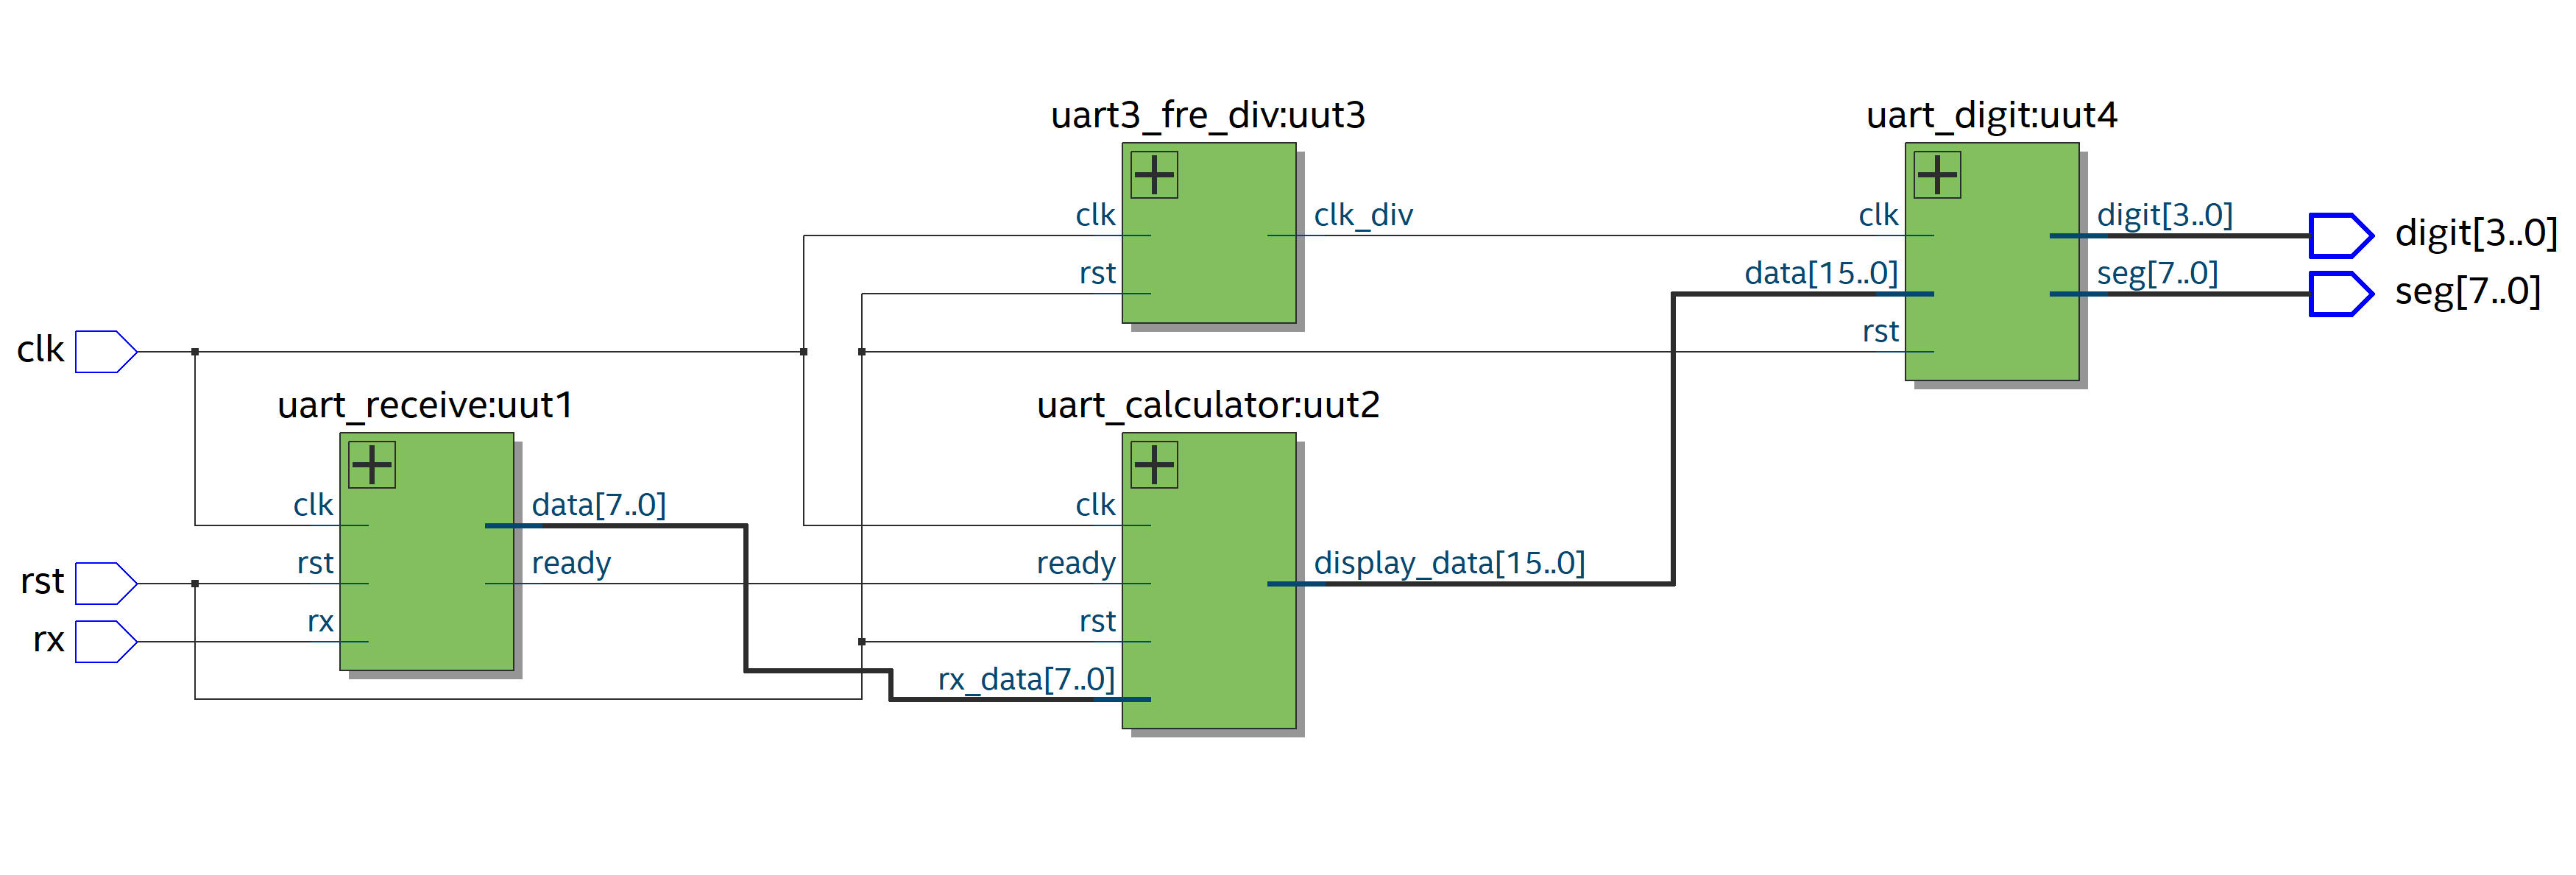 uart3_fre_div:uut3
uart_digit:uut4
clk
clk_div
clk
digit[3..0]
digit[3..0]
rst
data[15..0]
seg[7..0]
seg[7..0]
rst
clk
uart_receive:uut1
uart_calculator:uut2
clk
data[7..0]
clk
rst
rst
ready
ready
display_data[15..0]
rx
rx
rst
rx_data[7..0]